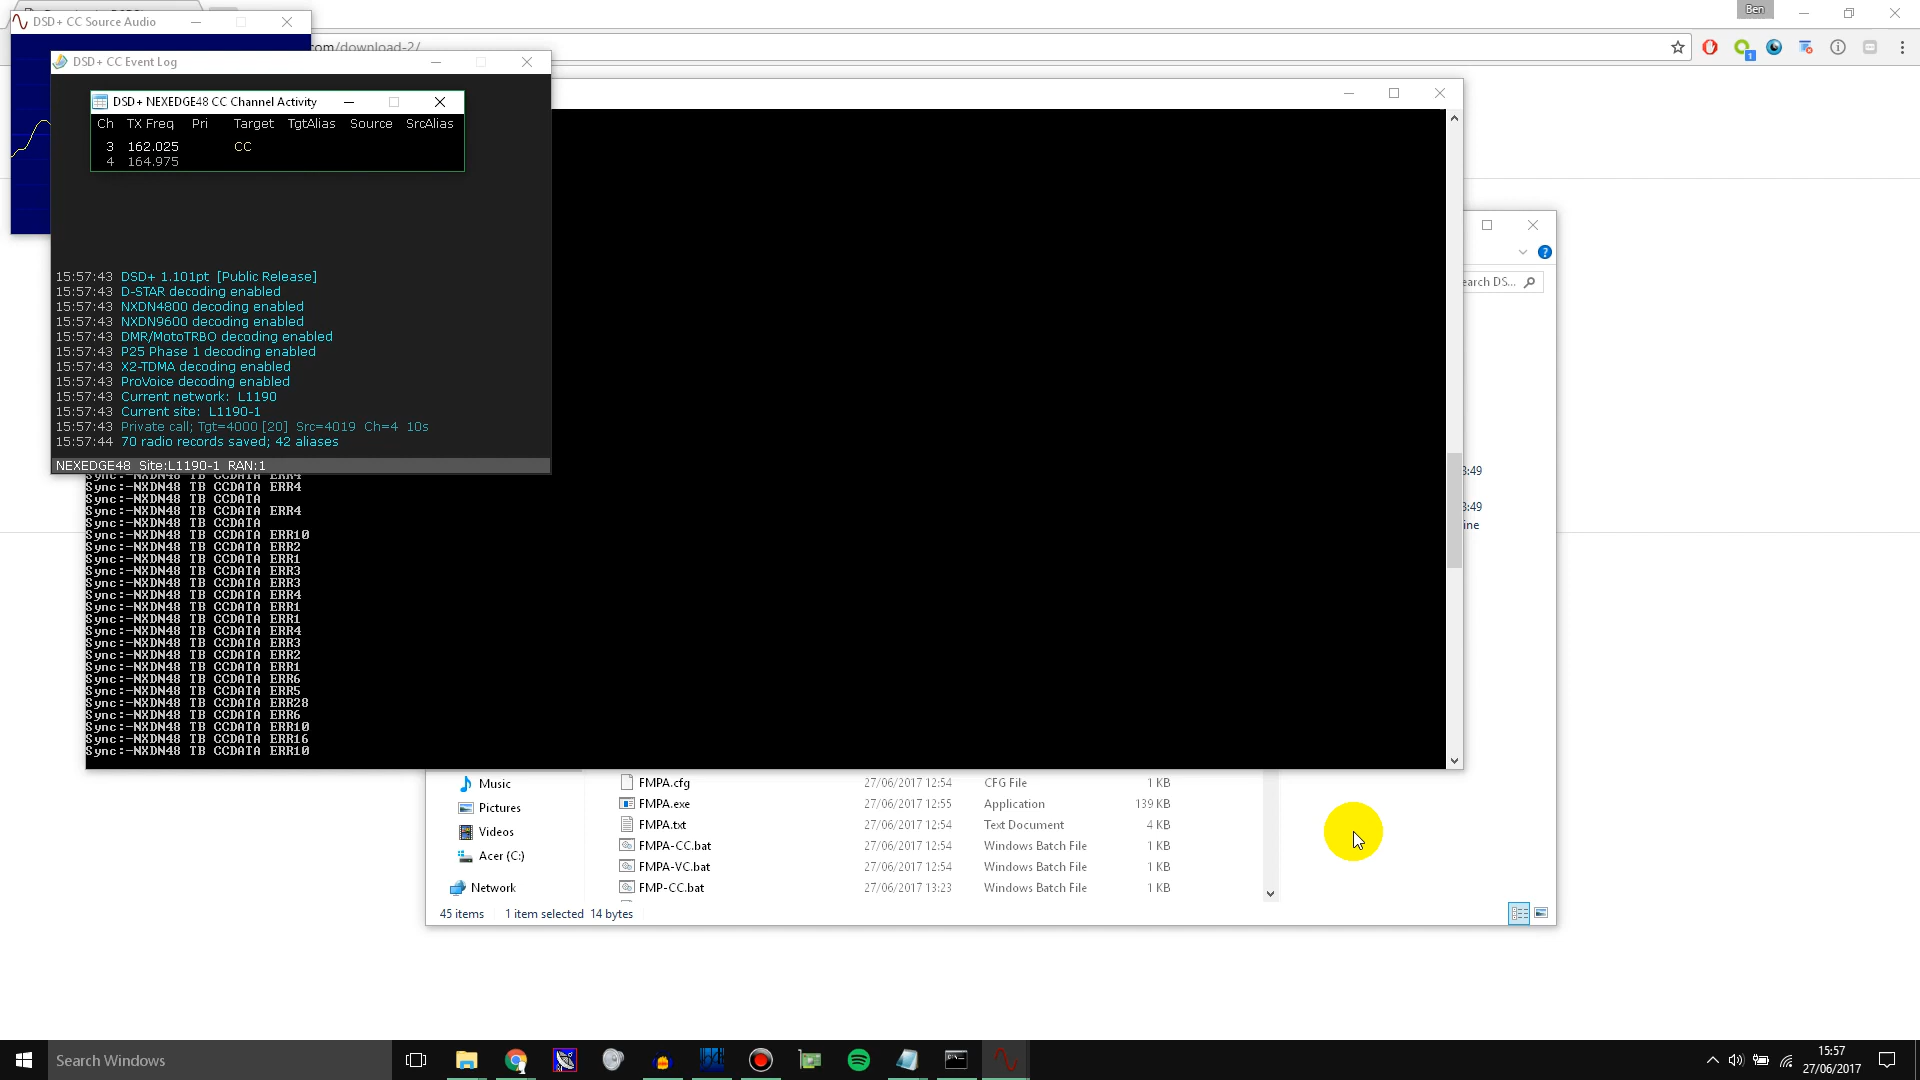 Ben
DSD+ CC Source Audio
om/download-2/
1
DSD+ CC Event Log
DSD+ NEXEDGE48 CC Channel Activity
Ch TX Freq Pri Target TgtAlias Source SrcAlias
3 162.025 CC
4 164.975
15:57:43 DSD+ 1.101pt [Public Release]
15:57:43 D-STAR decoding enabled
15:57:43 NXDN4800 decoding enabled
15:57:43 NXDN9600 decoding enabled
15:57:43 DMR/MotoTRBO decoding enabled
15:57:43 P25 Phase 1 decoding enabled
15:57:43 X2-TDMA decoding enabled
15:57:43 ProVoice decoding enabled
15:57:43 Current network: L1190
15:57:43 Current site: L1190-1
15:57:43 Private call; Tgt=4000 [20] Src=4019 Ch=4 10s
15:57:44 70 radio records saved; 42 aliases
NEXEDGE48 Site:L1190-1 RAN:1
earch DS...
3:49
3:49
ine
Sync:-NXDN48 TB CCDATA ERR4
Sync:-NXDN48 TB CCDATA ERR4
Sync:-NXDN48 TB CCDATA
Sync:-NXDN48 TB CCDATA ERR4
Sync:-NXDN48 TB CCDATA
Sync:-NXDN48 TB CCDATA ERR10
Sync:-NXDN48 TB CCDATA ERR2
Sync:-NXDN48 TB CCDATA ERR1
Sync:-NXDN48 TB CCDATA ERR3
Sync:-NXDN48 TB CCDATA ERR3
Sync:-NXDN48 TB CCDATA ERR4
Sync:-NXDN48 TB CCDATA ERR1
Sync:-NXDN48 TB CCDATA ERR1
Sync:-NXDN48 TB CCDATA ERR4
Sync:-NXDN48 TB CCDATA ERR3
Sync:-NXDN48 TB CCDATA ERR2
Sync:-NXDN48 TB CCDATA ERR1
Sync:-NXDN48 TB CCDATA ERR6
Sync:-NXDN48 TB CCDATA ERR5
Sync:-NXDN48 TB CCDATA ERR28
Sync:-NXDN48 TB CCDATA ERR6
Sync:-NXDN48 TB CCDATA ERR10
Sync:-NXDN48 TB CCDATA ERR16
Sync:-NXDN48 TB CCDATA ERR10
Music
Pictures
Videos
Acer (C:)
Network
FMPA.cfg 27/06/2017 12:54 CFG File 1 KB
FMPA.exe 27/06/2017 12:55 Application 139 KB
FMPA.txt 27/06/2017 12:54 Text Document 4 KB
FMPA-CC.bat 27/06/2017 12:54 Windows Batch File 1 KB
FMPA-VC.bat 27/06/2017 12:54 Windows Batch File 1 KB
FMP-CC.bat 27/06/2017 13:23 Windows Batch File 1 KB
45 items 1 item selected 14 bytes
Search Windows
15:57
27/06/2017